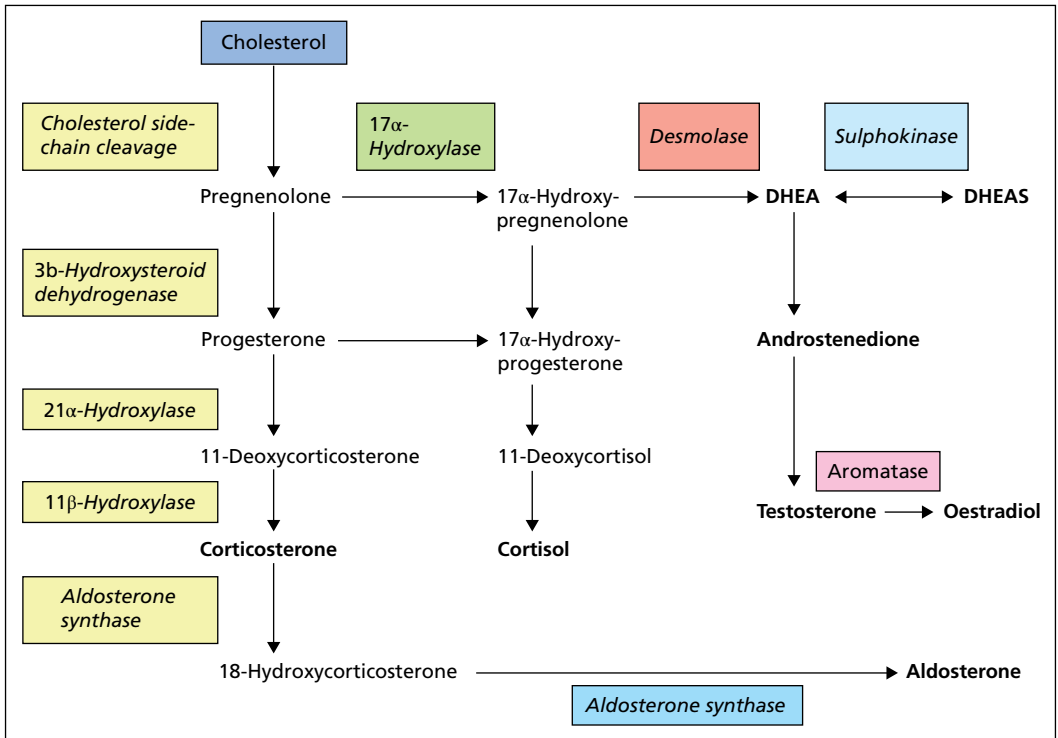 Cholesterol
Cholesterol side-
chain cleavage
17α-
Hydroxylase
Desmolase
Sulphokinase
Pregnenolone
17α-Hydroxy-
pregnenolone
DHEA
DHEAS
3b-Hydroxysteroid
dehydrogenase
Progesterone
17α-Hydroxy-
progesterone
Androstenedione
21α-Hydroxylase
11-Deoxycorticosterone
11-Deoxycortisol
Aromatase
11β-Hydroxylase
Testosterone
Oestradiol
Corticosterone
Cortisol
Aldosterone
synthase
18-Hydroxycorticosterone
Aldosterone
Aldosterone synthase